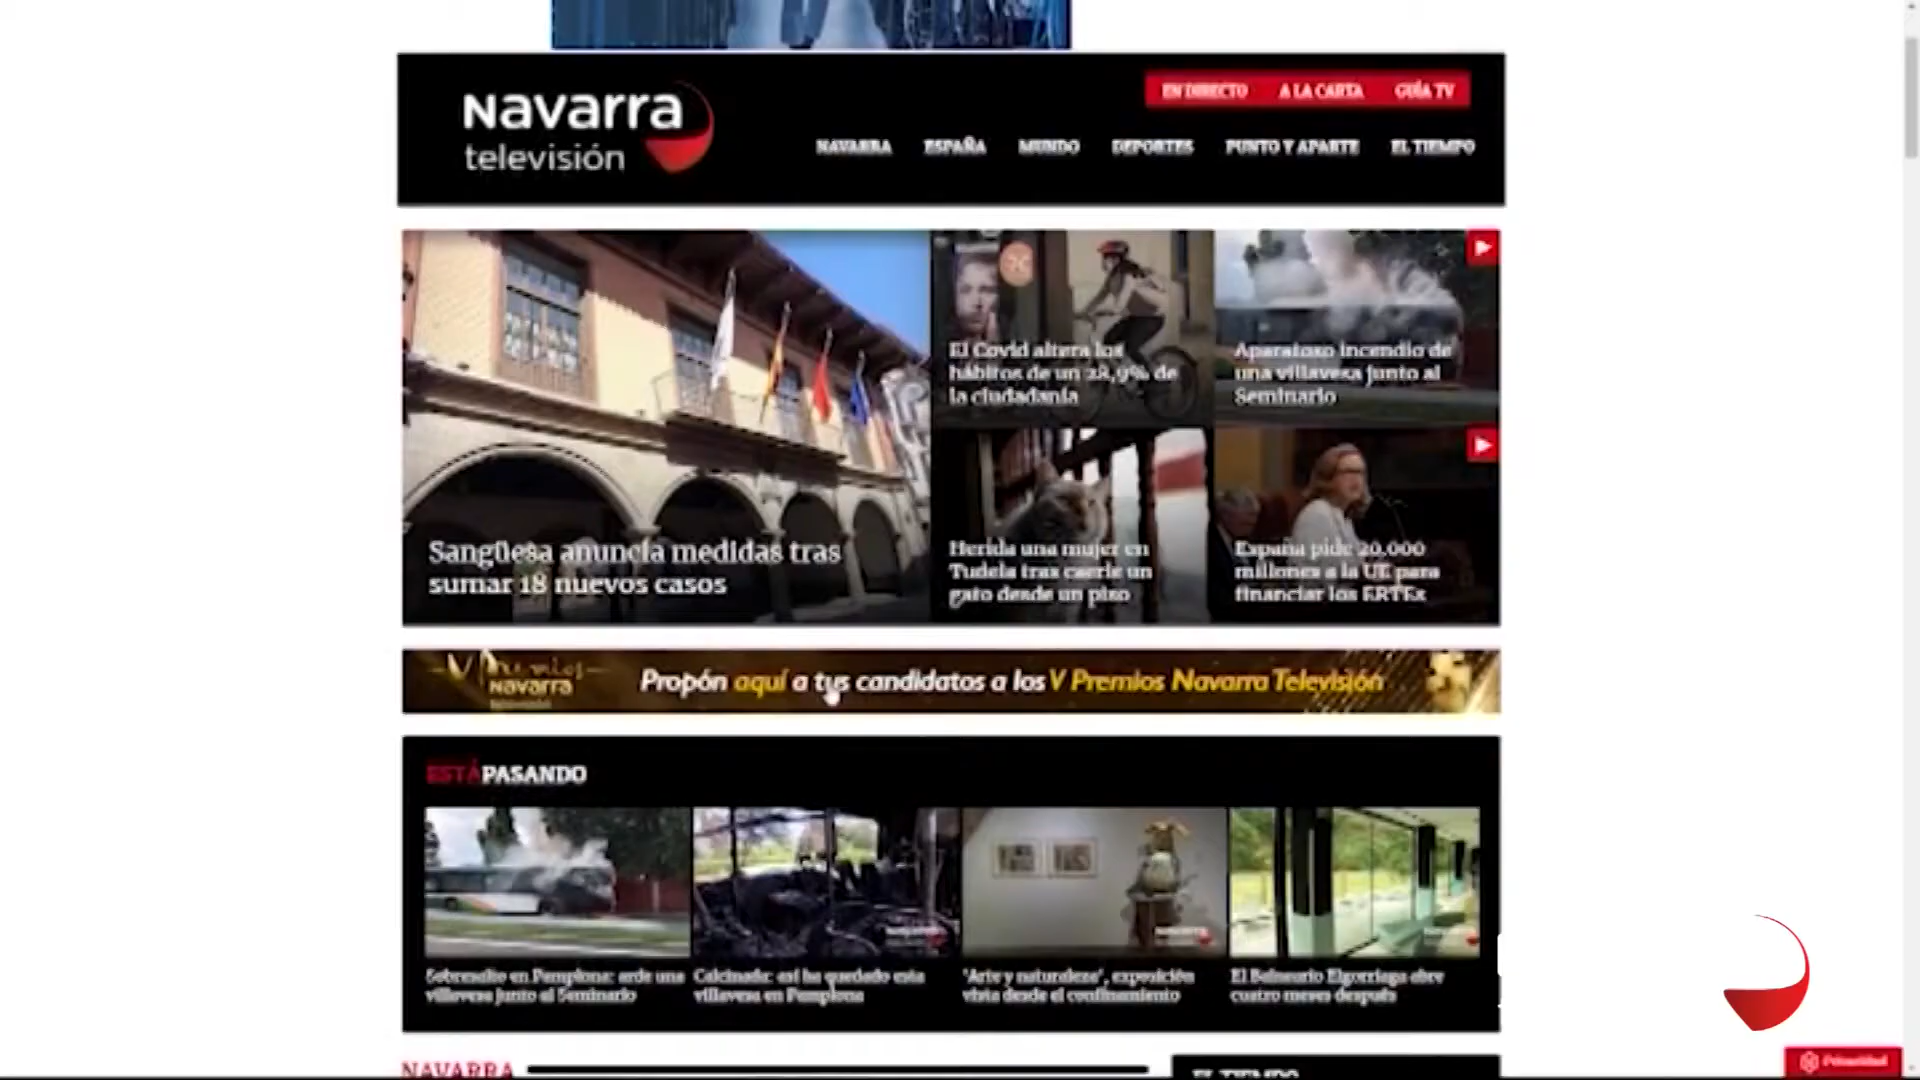 Navarra
televisión
EN DIRECTO A LA CARTA GUÍA TV
NAVARRA ESPAÑA MUNDO DEPORTES PUNTO Y APARTE EL TIEMPO
El Covid altera los
hábitos de un 28,9% de
la ciudadanía
Aparatoso incendio de
una villavesa junto al
Seminario
Sangüesa anuncia medidas tras
sumar 18 nuevos casos
Herida una mujer en
Tudela tras caerle un
gato desde un piso
España pide 20.000
millones a la UE para
financiar los ERTEs
V Premios
Navarra
Propón aquí a tus candidatos a los V Premios Navarra Televisión
ESTÁ PASANDO
Sobresalto en Pamplona: arde una
villavesa junto al Seminario
Calcinada: así ha quedado esta
villavesa en Pamplona
'Arte y naturaleza', exposición
vista desde el confinamiento
El Balneario Elgorriaga abre
cuatro meses después
NAVARRA
EL TIEMPO
Privacidad